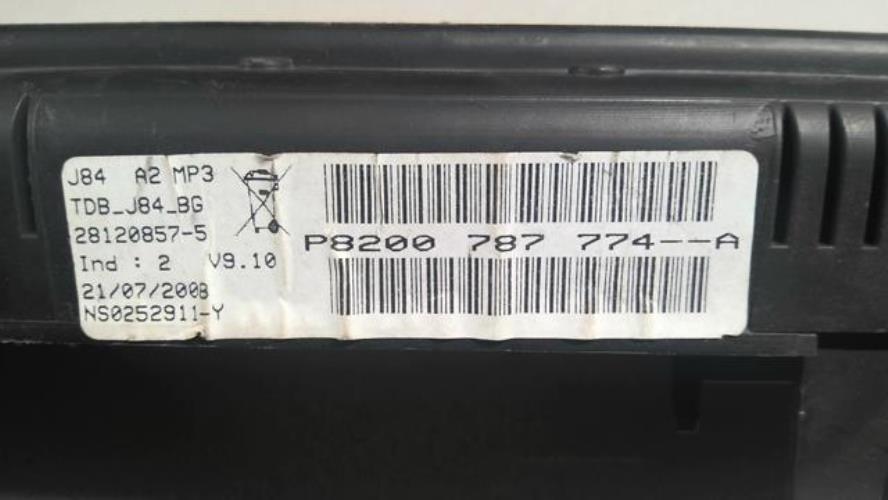 J84 A2 MP3
TDB_J84_BG
28120857-5
Ind : 2 V9.10
21/07/2008
NS0252911-Y
P8200 787 774--A